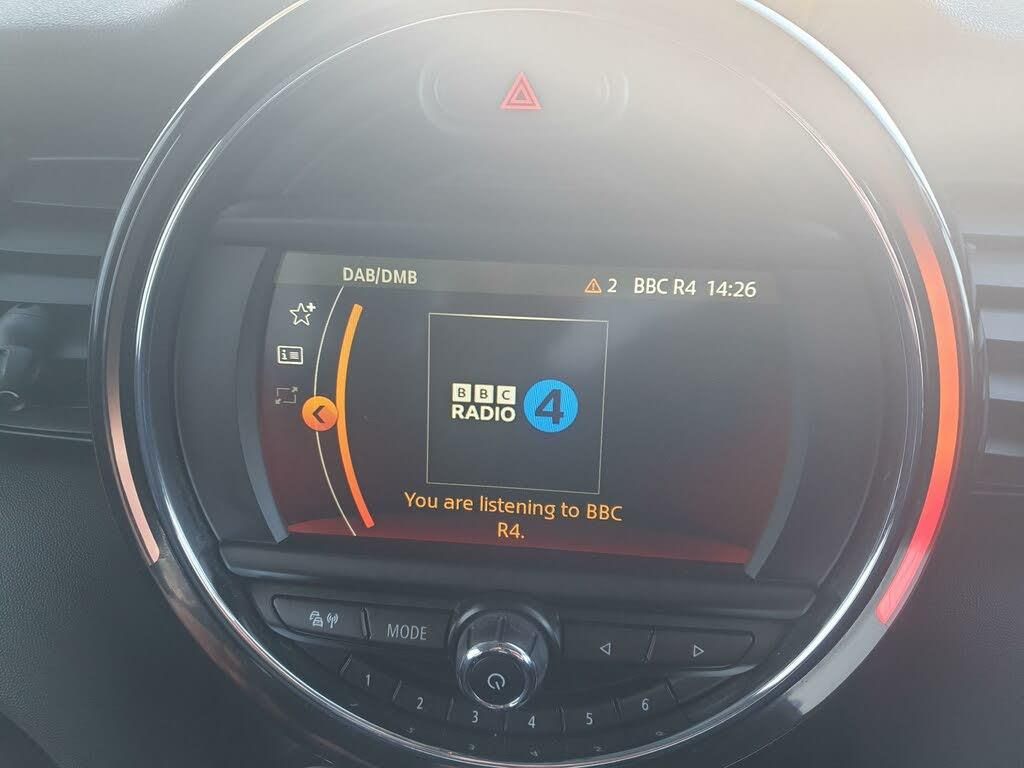 DAB/DMB
2 BBC R4 14:26
BBC
RADIO 4
You are listening to BBC
R4.
MODE
1
2
3
4
5
6